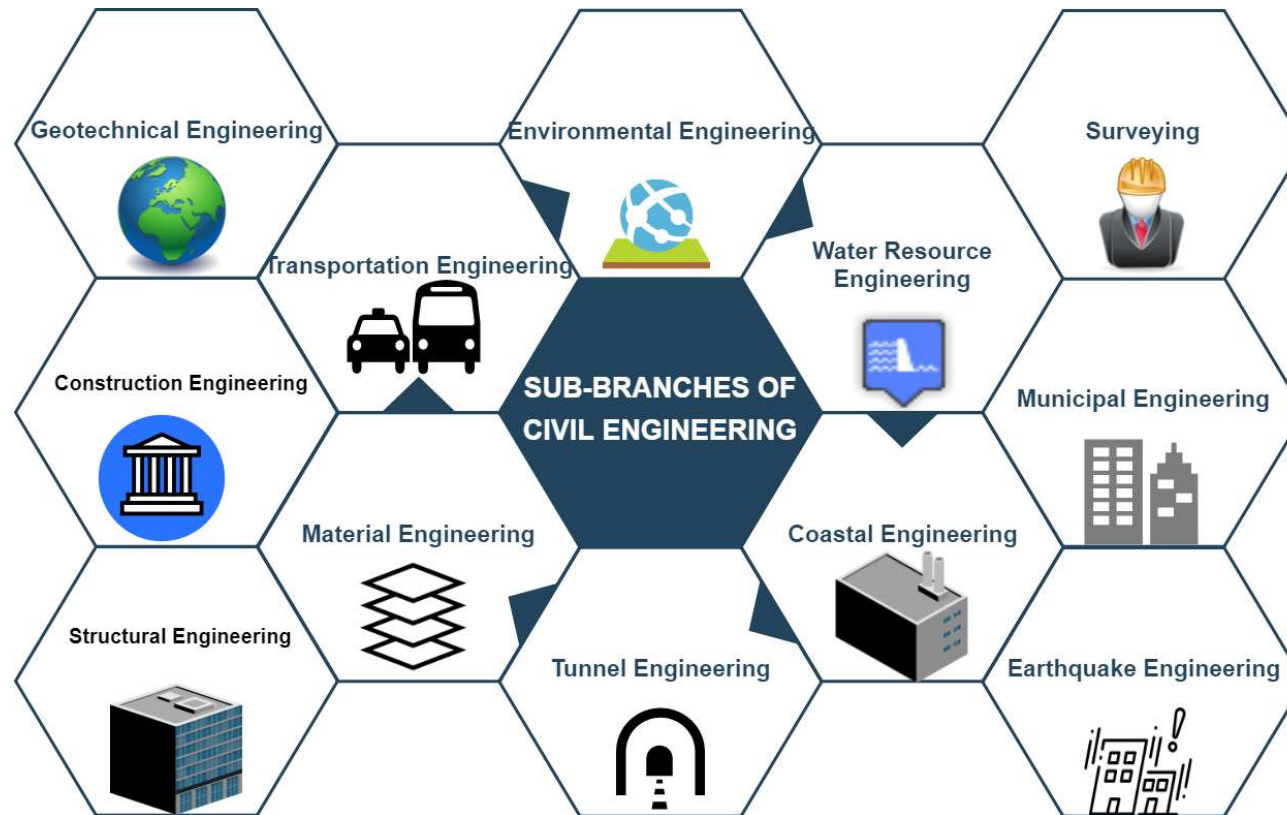 Geotechnical Engineering
Environmental Engineering
Surveying
Transportation Engineering
Water Resource
Engineering
Construction Engineering
SUB-BRANCHES OF
CIVIL ENGINEERING
Municipal Engineering
Material Engineering
Coastal Engineering
Structural Engineering
Tunnel Engineering
Earthquake Engineering